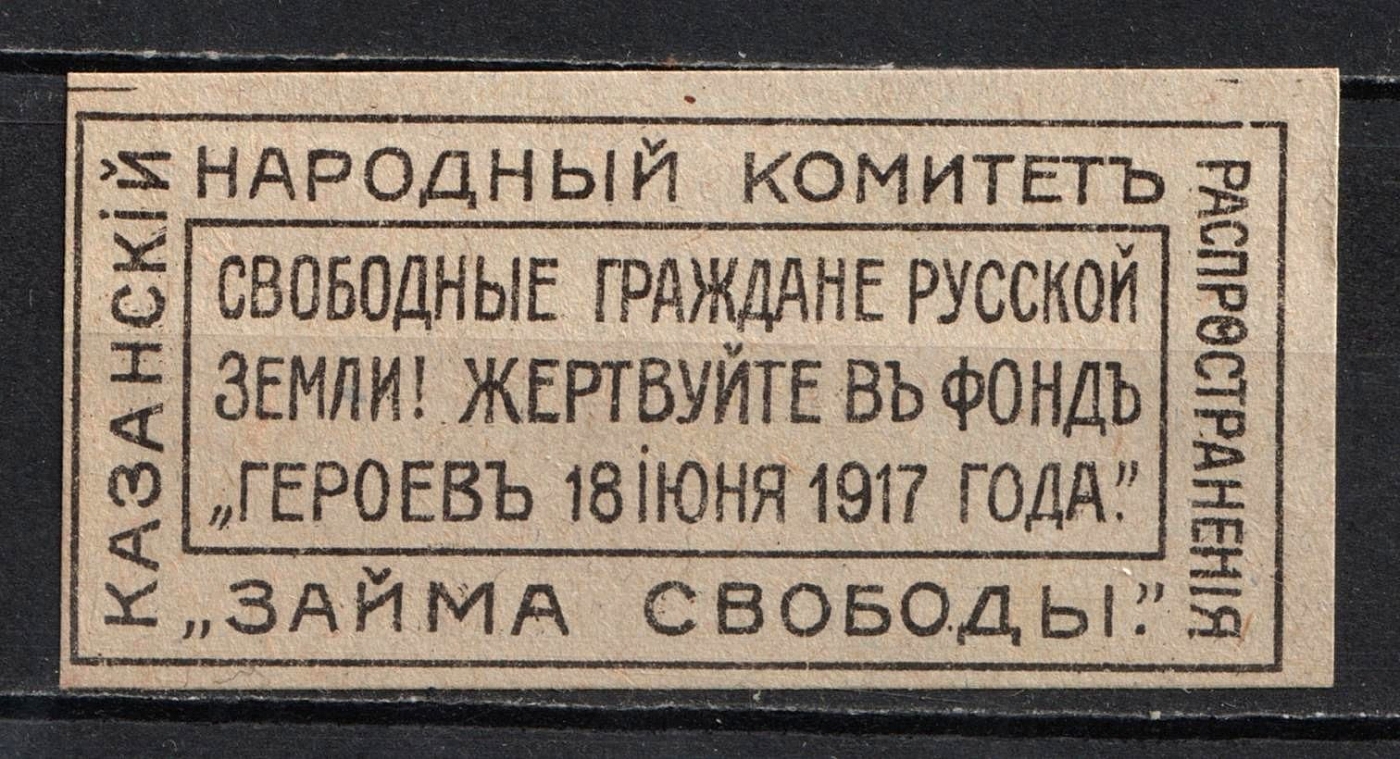 КАЗАНСКІЙ
НАРОДНЫЙ КОМИТЕТЪ
РАСПРОСТРАНЕНІЯ
„ЗАЙМА СВОБОДЫ.”
СВОБОДНЫЕ ГРАЖДАНЕ РУССКОЙ
ЗЕМЛИ! ЖЕРТВУЙТЕ ВЪ ФОНДЪ
„ГЕРОЕВЪ 18 ІЮНЯ 1917 ГОДА.”